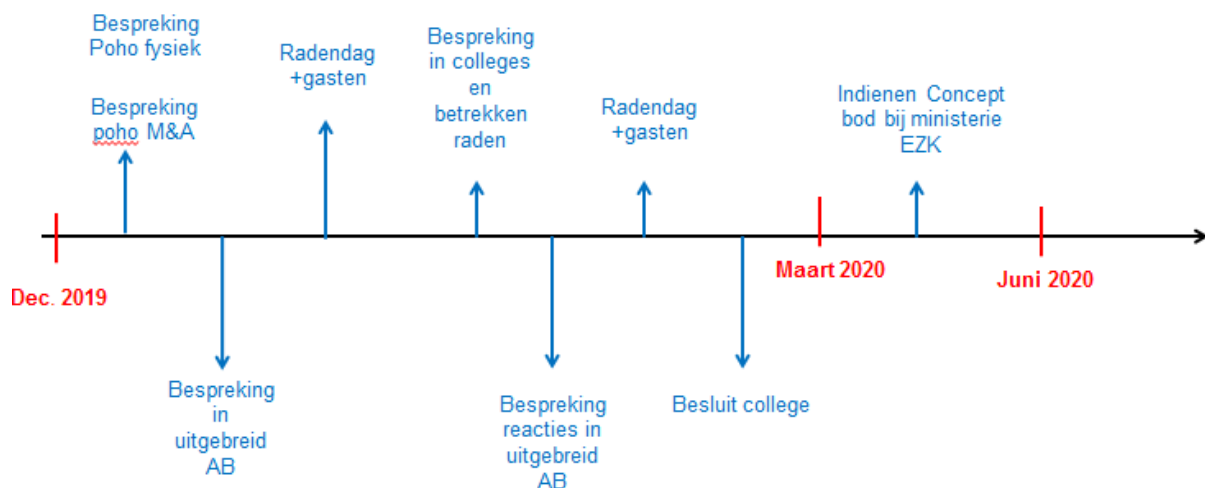 Bespreking
Poho fysiek
Bespreking
poho M&A
Radendag
+gasten
Bespreking
in colleges
en
betrekken
raden
Radendag
+gasten
Indienen Concept
bod bij ministerie
EZK
Dec. 2019
Maart 2020
Juni 2020
Bespreking
in
uitgebreid
AB
Bespreking
reacties in
uitgebreid
AB
Besluit college